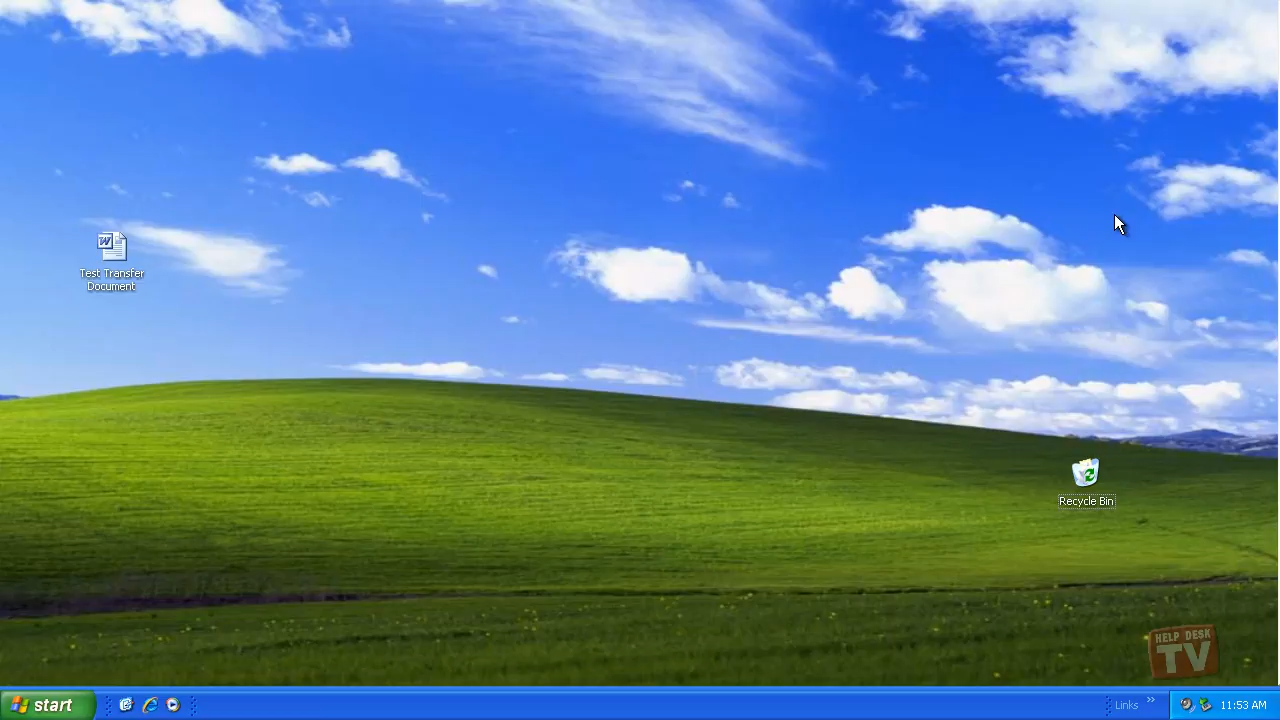 Test Transfer
Document
Recycle Bin
HELP DESK
TV
start
Links
11:53 AM